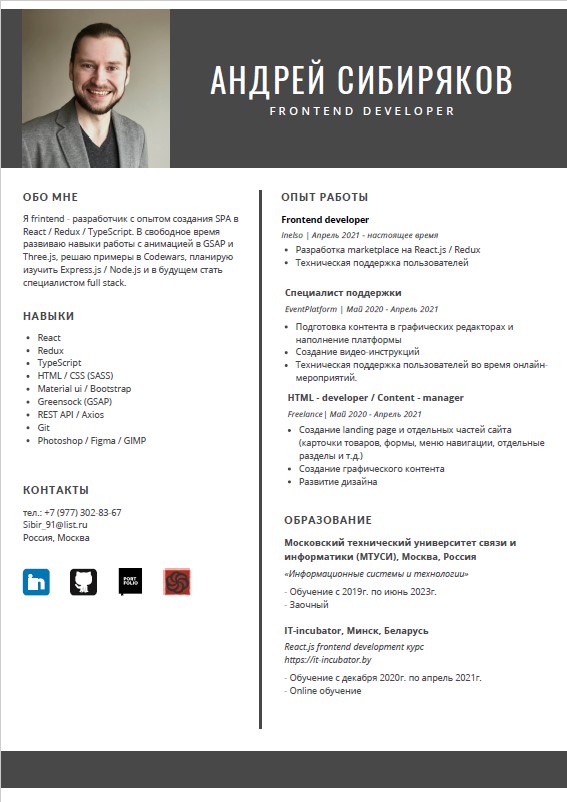 АНДРЕЙ СИБИРЯКОВ
FRONTEND DEVELOPER
ОБО МНЕ
Я frintend - разработчик с опытом создания SPA в
React / Redux / TypeScript. В свободное время
развиваю навыки работы с анимацией в GSAP и
Three.js, решаю примеры в Codewars, планирую
изучить Express.js / Node.js и в будущем стать
специалистом full stack.
НАВЫКИ
React
Redux
TypeScript
HTML / CSS (SASS)
Material ui / Bootstrap
Greensock (GSAP)
REST API / Axios
Git
Photoshop / Figma / GIMP
КОНТАКТЫ
тел.: +7 (977) 302-83-67
Sibir_91@list.ru
Россия, Москва
in
PORT
FOLIO
ОПЫТ РАБОТЫ
Frontend developer
Inelso | Апрель 2021 - настоящее время
Разработка marketplace на React.js / Redux
Техническая поддержка пользователей
Специалист поддержки
EventPlatform | Май 2020 - Апрель 2021
Подготовка контента в графических редакторах и
наполнение платформы
Создание видео-инструкций
Техническая поддержка пользователей во время онлайн-
мероприятий.
HTML - developer / Content - manager
Freelance| Май 2020 - Апрель 2021
Создание landing page и отдельных частей сайта
(карточки товаров, формы, меню навигации, отдельные
разделы и т.д.)
Создание графического контента
Развитие дизайна
ОБРАЗОВАНИЕ
Московский технический университет связи и
информатики (МТУСИ), Москва, Россия
«Информационные системы и технологии»
- Обучение с 2019г. по июнь 2023г.
- Заочный
IT-incubator, Минск, Беларусь
React.js frontend development курс
https://it-incubator.by
- Обучение с декабря 2020г. по апрель 2021г.
- Online обучение